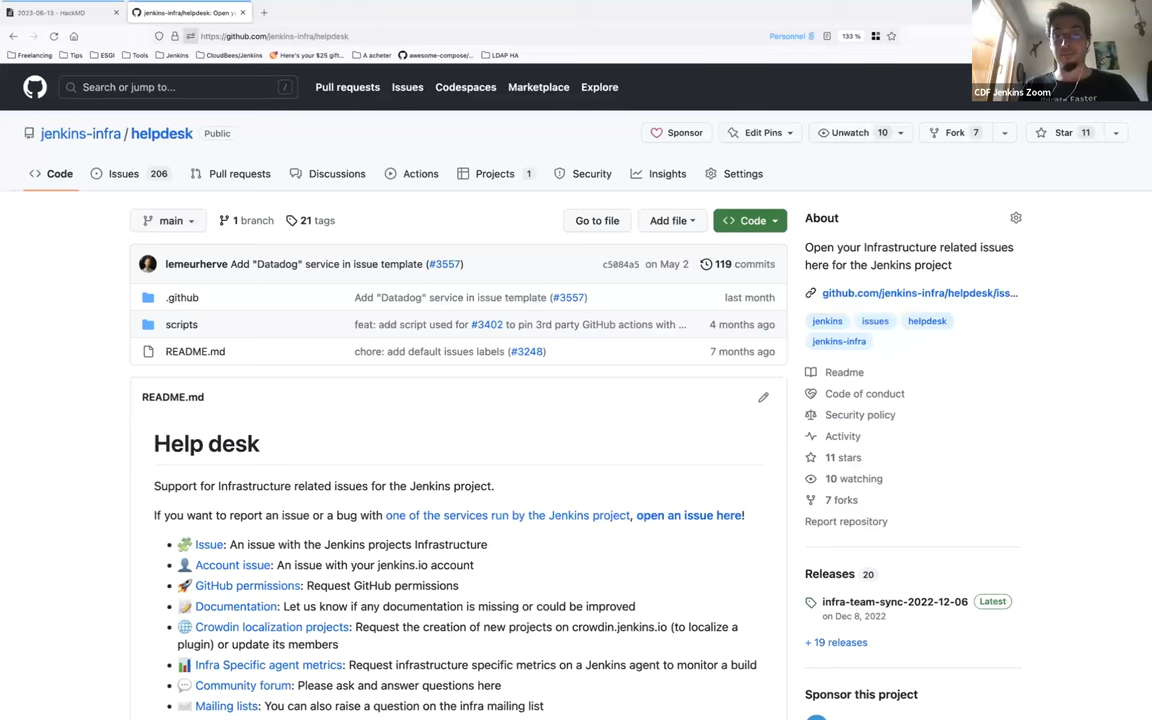 2023-06-13 - HackMD
jenkins-infra/helpdesk: Open y
https://github.com/jenkins-infra/helpdesk
Personnel
133 %
Freelancing
Tips
ESGI
Tools
Jenkins
CloudBees/Jenkins
Here's your $25 gift...
A acheter
awesome-compose/...
LDAP HA
CDF Jenkins Zoom
Search or jump to...
/
Pull requests
Issues
Codespaces
Marketplace
Explore
jenkins-infra / helpdesk
Public
Sponsor
Edit Pins
Unwatch 10
Fork 7
Star 11
Code
Issues 206
Pull requests
Discussions
Actions
Projects 1
Security
Insights
Settings
main
1 branch
21 tags
Go to file
Add file
Code
lemeurherve Add "Datadog" service in issue template (#3557)
c5084a5 on May 2
119 commits
.github
Add "Datadog" service in issue template (#3557)
last month
scripts
feat: add script used for #3402 to pin 3rd party GitHub actions with ...
4 months ago
README.md
chore: add default issues labels (#3248)
7 months ago
README.md
Help desk
Support for Infrastructure related issues for the Jenkins project.
If you want to report an issue or a bug with one of the services run by the Jenkins project, open an issue here!
• Issue: An issue with the Jenkins projects Infrastructure
• Account issue: An issue with your jenkins.io account
• GitHub permissions: Request GitHub permissions
• Documentation: Let us know if any documentation is missing or could be improved
• Crowdin localization projects: Request the creation of new projects on crowdin.jenkins.io (to localize a
plugin) or update its members
• Infra Specific agent metrics: Request infrastructure specific metrics on a Jenkins agent to monitor a build
• Community forum: Please ask and answer questions here
• Mailing lists: You can also raise a question on the infra mailing list
About
Open your Infrastructure related issues
here for the Jenkins project
github.com/jenkins-infra/helpdesk/iss...
jenkins
issues
helpdesk
jenkins-infra
Readme
Code of conduct
Security policy
Activity
11 stars
10 watching
7 forks
Report repository
Releases 20
infra-team-sync-2022-12-06
Latest
on Dec 8, 2022
+ 19 releases
Sponsor this project